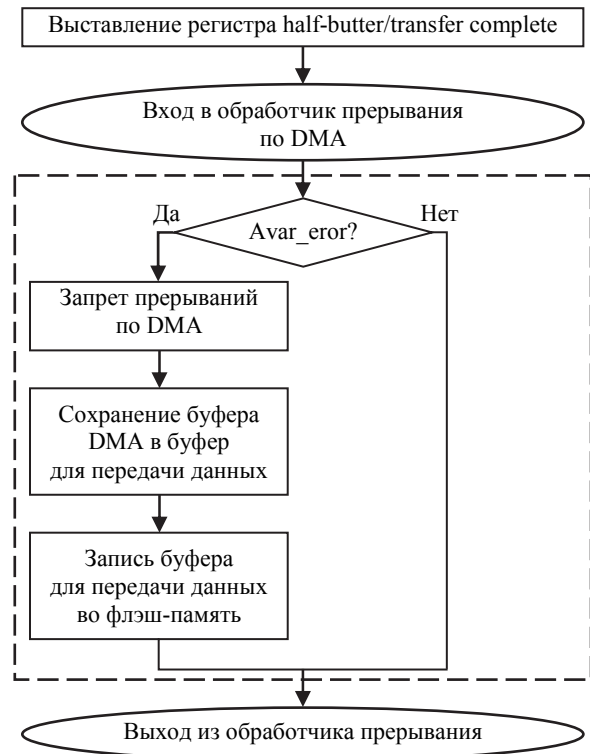 Выставление регистра half-butter/transfer complete
Вход в обработчик прерывания
по DMA
Да
Нет
Avar_eror?
Запрет прерываний
по DMA
Сохранение буфера
DMA в буфер
для передачи данных
Запись буфера
для передачи данных
во флэш-память
Выход из обработчика прерывания